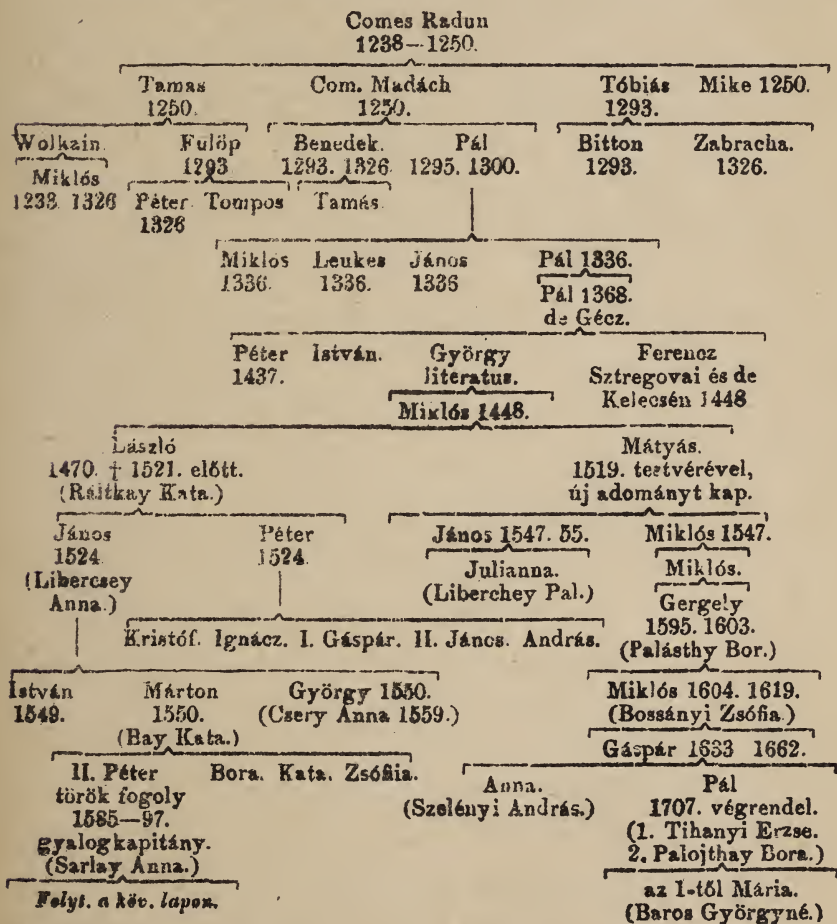 Comes Radun
1238—1250.
Tamas Com. Madách Tóbiás Mike 1250.
1250. 1250. 1293.
Wolkain. Fülöp Benedek. Pál Bitton Zabracha.
1293 1293. 1326 1295. 1300. 1293. 1326.
Miklós
1233. 1326 Péter Tompos Tamás.
1326
Miklós Leukes János Pál 1336.
1336. 1336. 1336
Pál 1368.
de Gécz.
Péter István. György Ferencz
1437. literatus. Sztregovai és de
Kelecsén 1448
Miklós 1448.
László Mátyás.
1470. † 1521. előtt. 1519. testvérével,
(Ráttkay Kata.) új adományt kap.
János Péter János 1547. 55. Miklós 1547.
1524. 1524.
(Libercsey Julianna. Miklós.
Anna.) (Liberchey Pal.)
Gergely
1595. 1603.
Kristóf. Ignácz. I. Gáspár. II. János. András. (Palásthy Bor.)
István Márton György 1550. Miklós 1604. 1619.
1549. 1550. (Csery Anna 1559.) (Bossányi Zsófia.)
(Bay Kata.)
Gáspár 1633 1662.
II. Péter Bora. Kata. Zsófiia. Anna. Pál
török fogoly (Szelényi András.) 1707. végrendel.
1585—97. (1. Tihanyi Erzse.
gyalogkapitány. 2. Palojthay Bora.)
(Sarlay Anna.)
Folyt. a köv. lapon. az 1-től Mária.
(Baros Györgyné.)